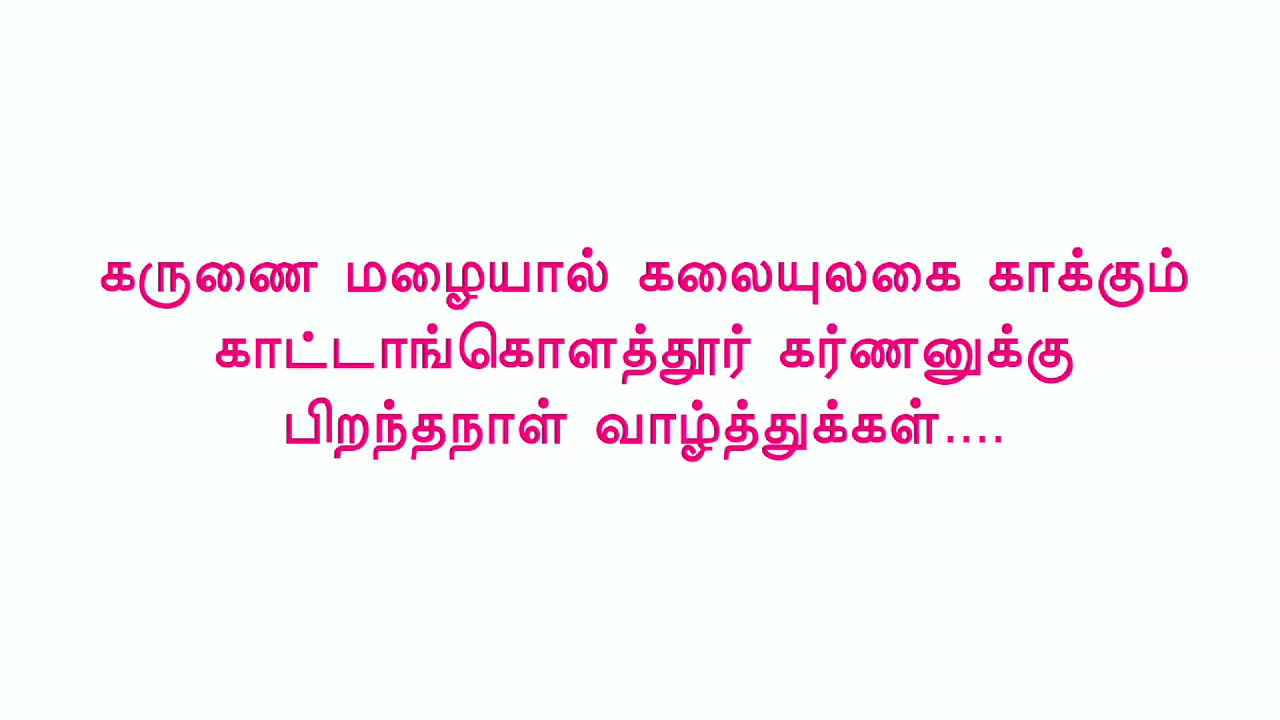 கருணை மழையால் கலையுலகை காக்கும்
காட்டாங்கொளத்தூர் கர்ணனுக்கு
பிறந்தநாள் வாழ்த்துக்கள்....